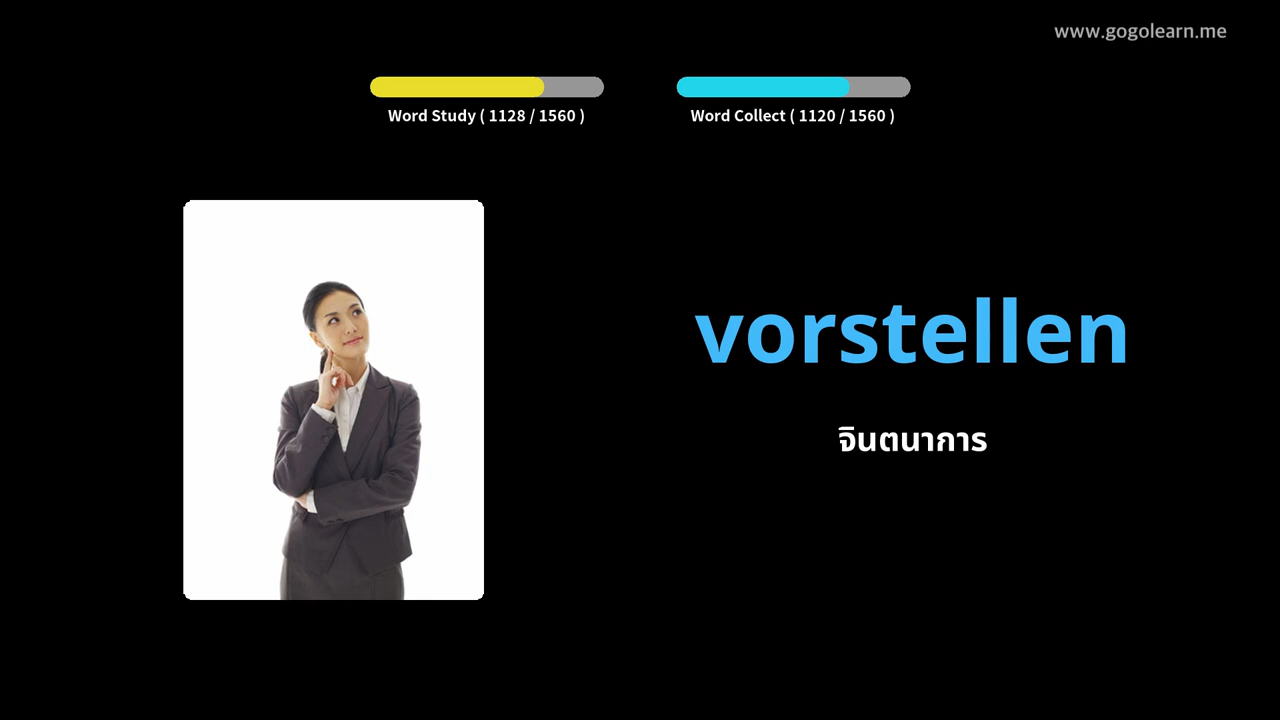 www.gogolearn.me
Word Study ( 1128 / 1560 )
Word Collect ( 1120 / 1560 )
vorstellen
จินตนาการ